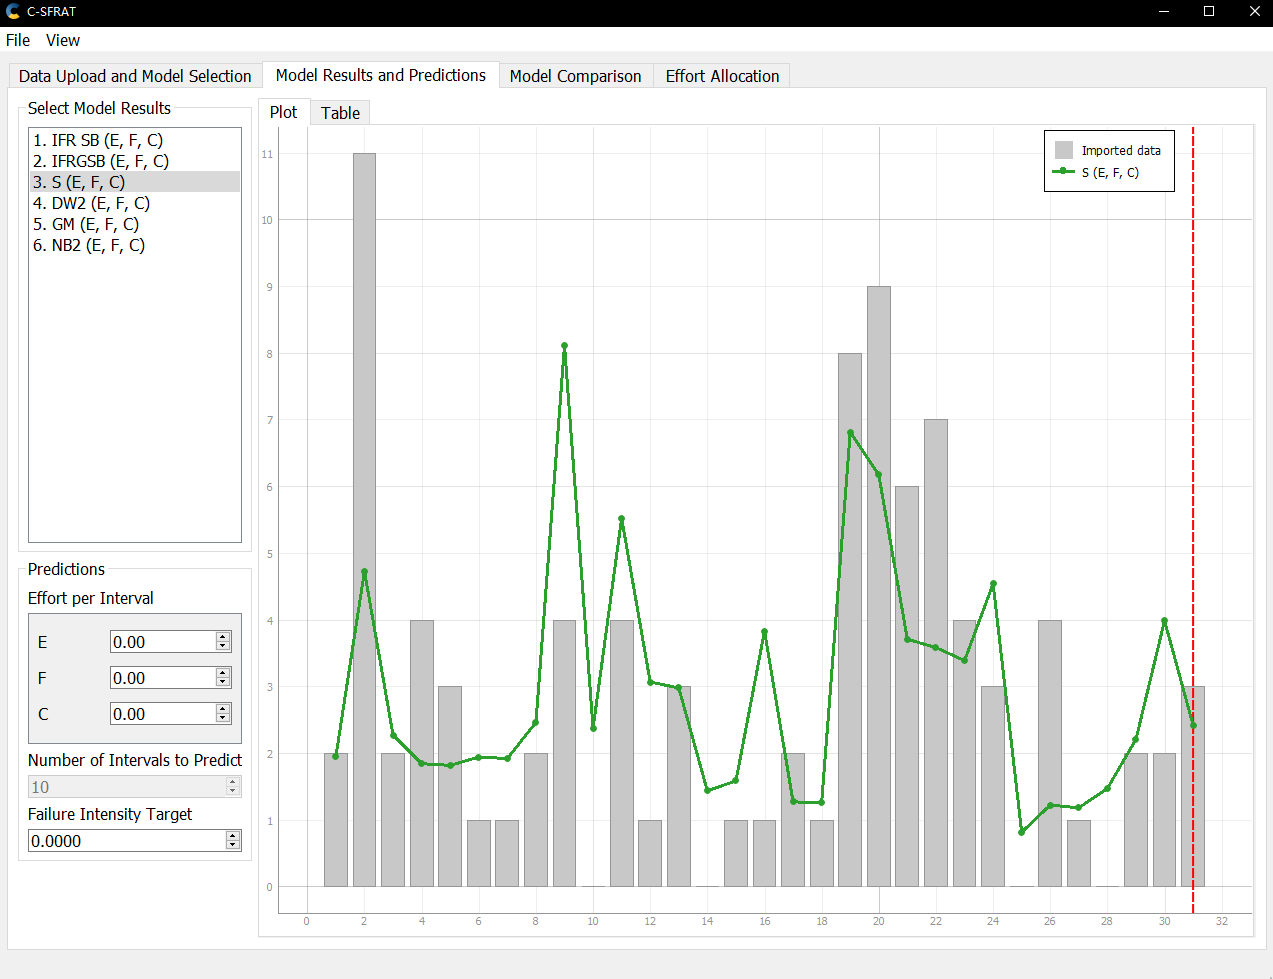 C-SFRAT
File View
Data Upload and Model Selection Model Results and Predictions Model Comparison Effort Allocation
Select Model Results
1. IFR SB (E, F, C)
2. IFRGSB (E, F, C)
3. S (E, F, C)
4. DW2 (E, F, C)
5. GM (E, F, C)
6. NB2 (E, F, C)
Predictions
Effort per Interval
E 0.00
F 0.00
C 0.00
Number of Intervals to Predict
10
Failure Intensity Target
0.0000
Plot Table
Imported data
S (E, F, C)
11
10
9
8
7
6
5
4
3
2
1
0
0 2 4 6 8 10 12 14 16 18 20 22 24 26 28 30 32